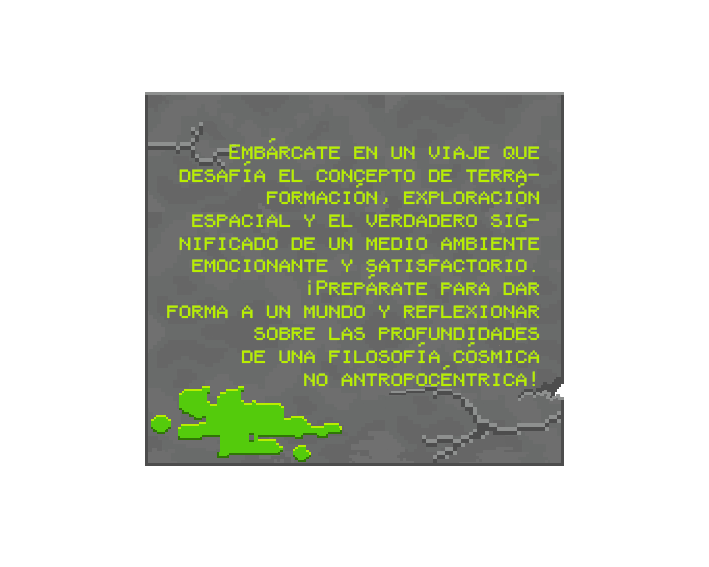 Embárcate en un viaje que
desafía el concepto de terra-
formación, exploración
espacial y el verdadero sig-
nificado de un medio ambiente
emocionante y satisfactorio.
¡Prepárate para dar
forma a un mundo y reflexionar
sobre las profundidades
de una filosofía cósmica
no antropocéntrica!